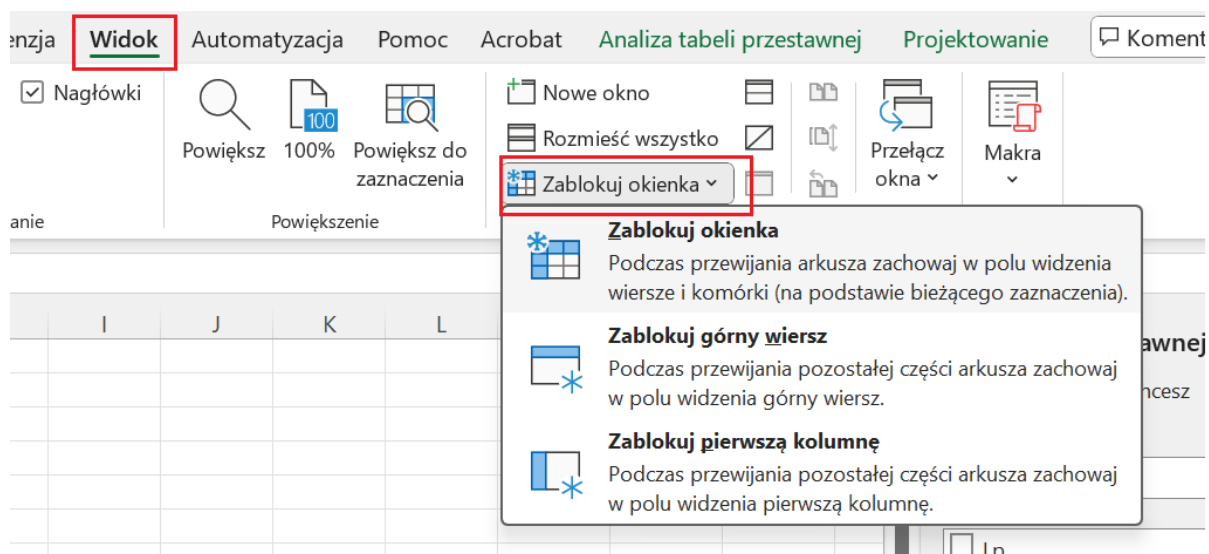 enzja Widok Automatyzacja Pomoc Acrobat Analiza tabeli przestawnej Projektowanie Koment
Nagłówki
Powiększ
100
100%
Powiększ do
zaznaczenia
anie
Powiększenie
Nowe okno
Rozmieść wszystko
Zablokuj okienka
Przełącz
okna
Makra
Zablokuj okienka
Podczas przewijania arkusza zachowaj w polu widzenia
wiersze i komórki (na podstawie bieżącego zaznaczenia).
Zablokuj górny wiersz
Podczas przewijania pozostałej części arkusza zachowaj
w polu widzenia górny wiersz.
Zablokuj pierwszą kolumnę
Podczas przewijania pozostałej części arkusza zachowaj
w polu widzenia pierwszą kolumnę.
I J K L
awnej
hcesz